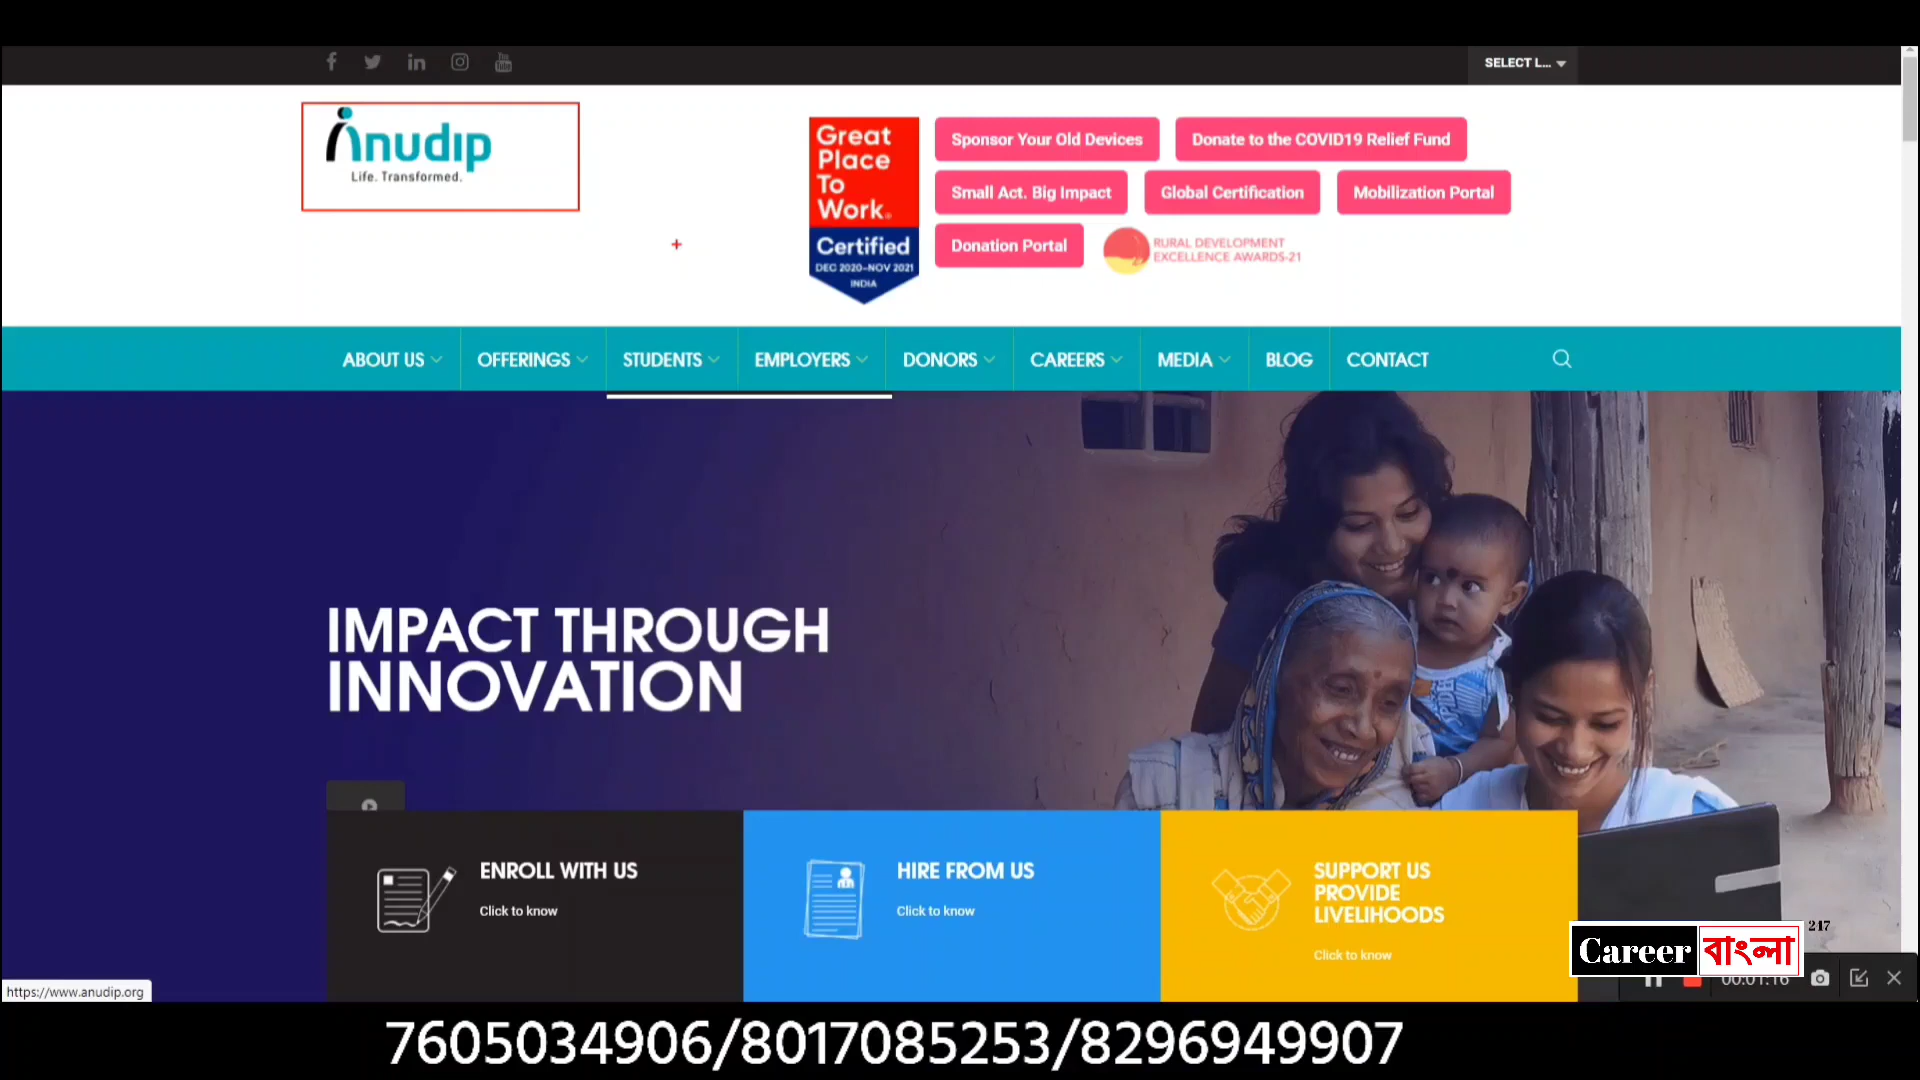 SELECT L...
Anudip
Life. Transformed.
Great
Place
To
Work.
Certified
DEC 2020–NOV 2021
INDIA
Sponsor Your Old Devices
Donate to the COVID19 Relief Fund
Small Act. Big Impact
Global Certification
Mobilization Portal
Donation Portal
RURAL DEVELOPMENT
EXCELLENCE AWARDS-21
ABOUT US
OFFERINGS
STUDENTS
EMPLOYERS
DONORS
CAREERS
MEDIA
BLOG
CONTACT
IMPACT THROUGH
INNOVATION
ENROLL WITH US
Click to know
HIRE FROM US
Click to know
SUPPORT US
PROVIDE
LIVELIHOODS
Click to know
Career বাংলা
247
00:01:16
https://www.anudip.org
7605034906/8017085253/8296949907